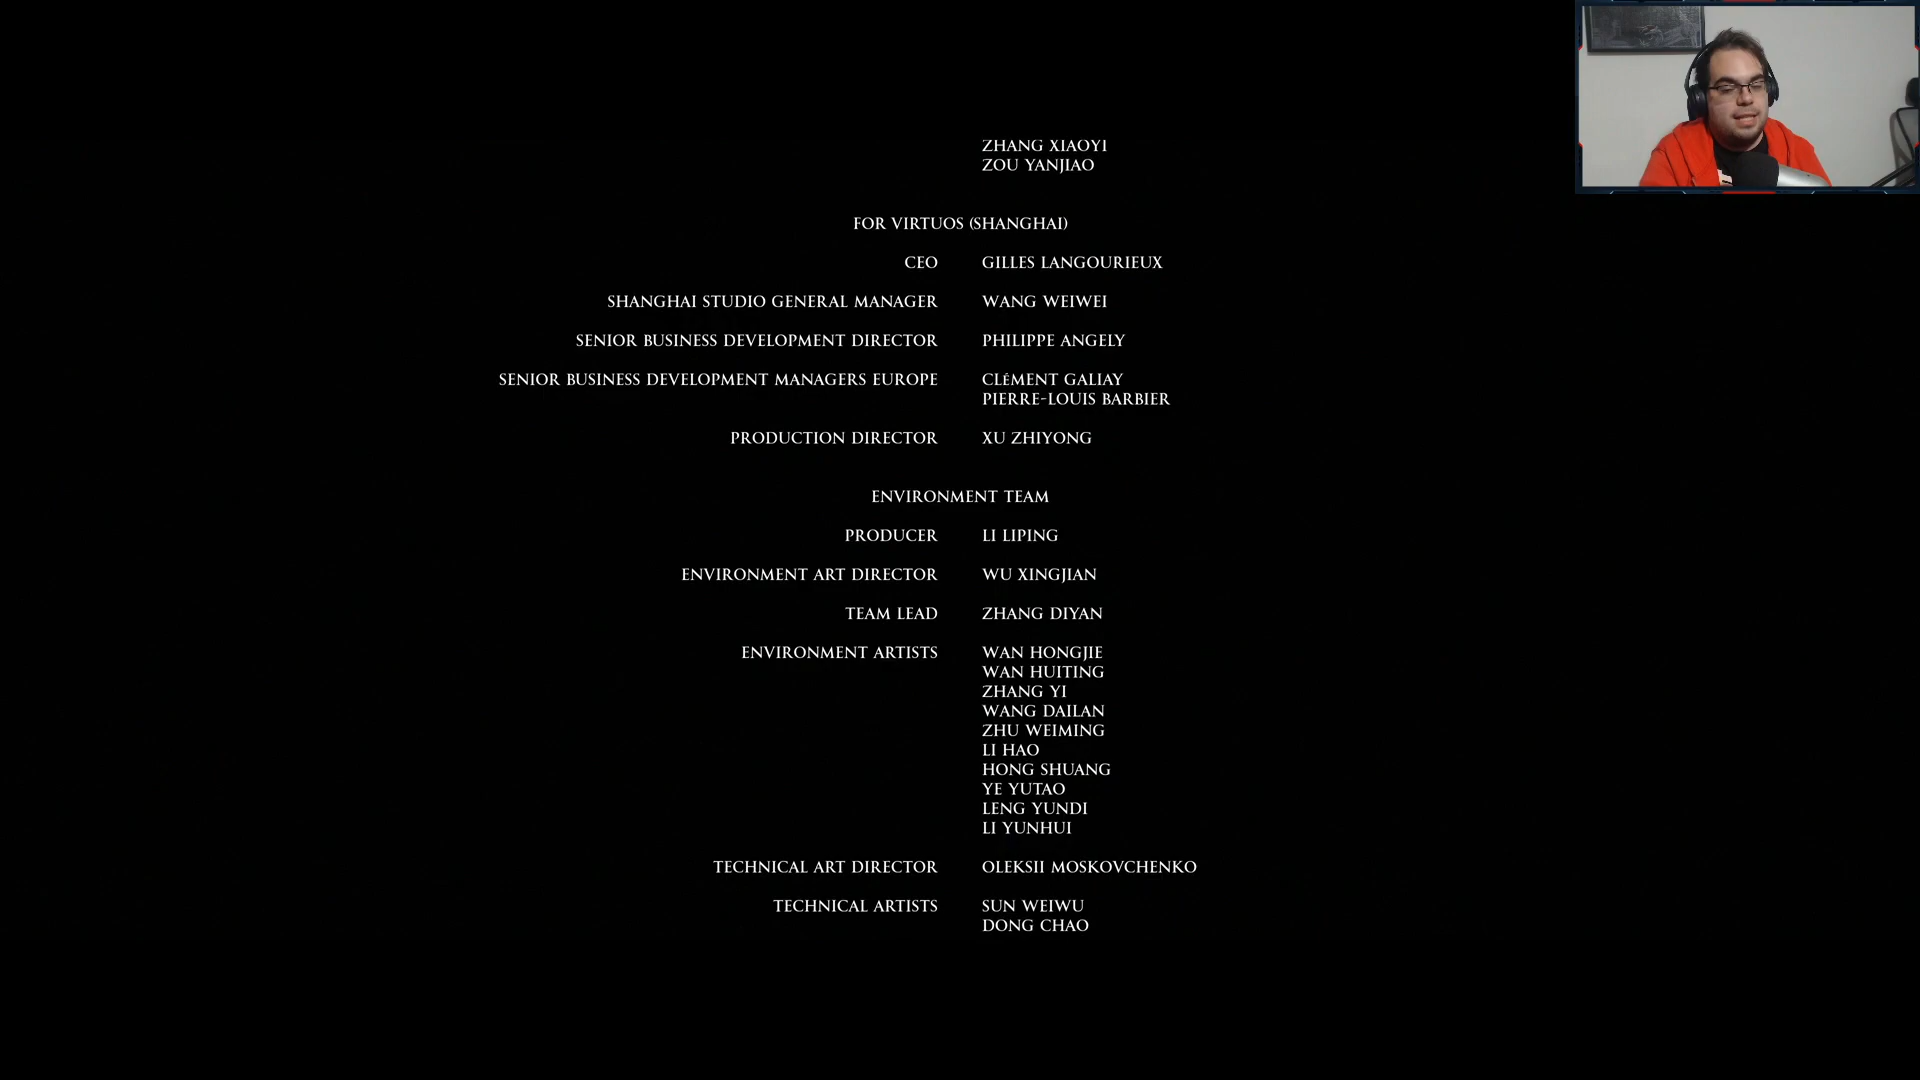 ZHANG XIAOYI
ZOU YANJIAO
FOR VIRTUOS (SHANGHAI)
CEO GILLES LANGOURIEUX
SHANGHAI STUDIO GENERAL MANAGER WANG WEIWEI
SENIOR BUSINESS DEVELOPMENT DIRECTOR PHILIPPE ANGELY
SENIOR BUSINESS DEVELOPMENT MANAGERS EUROPE CLÉMENT GALIAY
PIERRE-LOUIS BARBIER
PRODUCTION DIRECTOR XU ZHIYONG
ENVIRONMENT TEAM
PRODUCER LI LIPING
ENVIRONMENT ART DIRECTOR WU XINGJIAN
TEAM LEAD ZHANG DIYAN
ENVIRONMENT ARTISTS WAN HONGJIE
WAN HUITING
ZHANG YI
WANG DAILAN
ZHU WEIMING
LI HAO
HONG SHUANG
YE YUTAO
LENG YUNDI
LI YUNHUI
TECHNICAL ART DIRECTOR OLEKSII MOSKOVCHENKO
TECHNICAL ARTISTS SUN WEIWU
DONG CHAO